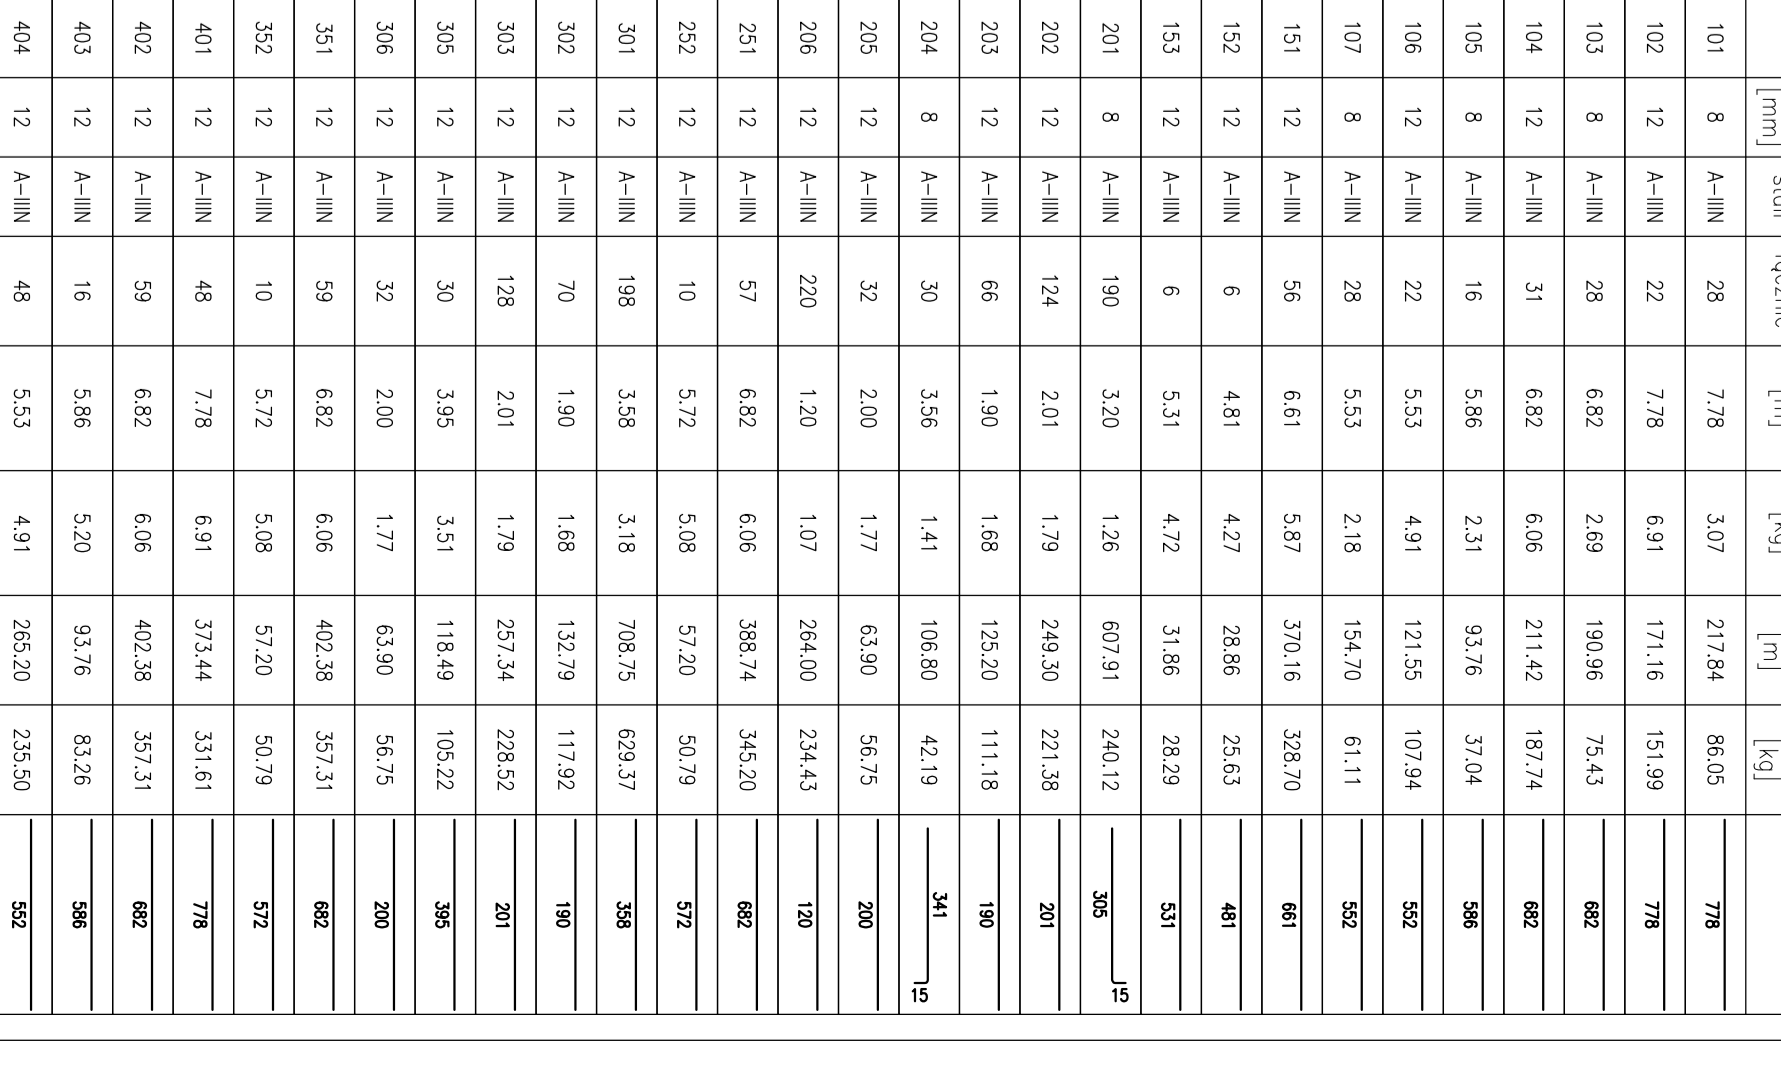 [mm] [m] [kg]
101 8 A-IIIN 28 7.78 3.07 217.84 86.05 778
102 12 A-IIIN 22 7.78 6.91 171.16 151.99 778
103 8 A-IIIN 28 6.82 2.69 190.96 75.43 682
104 12 A-IIIN 31 6.82 6.06 211.42 187.74 682
105 8 A-IIIN 16 5.86 2.31 93.76 37.04 586
106 12 A-IIIN 22 5.53 4.91 121.55 107.94 552
107 8 A-IIIN 28 5.53 2.18 154.70 61.11 552
151 12 A-IIIN 56 6.61 5.87 370.16 328.70 661
152 12 A-IIIN 6 4.81 4.27 28.86 25.63 481
153 12 A-IIIN 6 5.31 4.72 31.86 28.29 531
201 8 A-IIIN 190 3.20 1.26 607.91 240.12 305 15
202 12 A-IIIN 124 2.01 1.79 249.30 221.38 201
203 12 A-IIIN 66 1.90 1.68 125.20 111.18 190
204 8 A-IIIN 30 3.56 1.41 106.80 42.19 341 15
205 12 A-IIIN 32 2.00 1.77 63.90 56.75 200
206 12 A-IIIN 220 1.20 1.07 264.00 234.43 120
251 12 A-IIIN 57 6.82 6.06 388.74 345.20 682
252 12 A-IIIN 10 5.72 5.08 57.20 50.79 572
301 12 A-IIIN 198 3.58 3.18 708.75 629.37 358
302 12 A-IIIN 70 1.90 1.68 132.79 117.92 190
303 12 A-IIIN 128 2.01 1.79 257.34 228.52 201
305 12 A-IIIN 30 3.95 3.51 118.49 105.22 395
306 12 A-IIIN 32 2.00 1.77 63.90 56.75 200
351 12 A-IIIN 59 6.82 6.06 402.38 357.31 682
352 12 A-IIIN 10 5.72 5.08 57.20 50.79 572
401 12 A-IIIN 48 7.78 6.91 373.44 331.61 778
402 12 A-IIIN 59 6.82 6.06 402.38 357.31 682
403 12 A-IIIN 16 5.86 5.20 93.76 83.26 586
404 12 A-IIIN 48 5.53 4.91 265.20 235.50 552